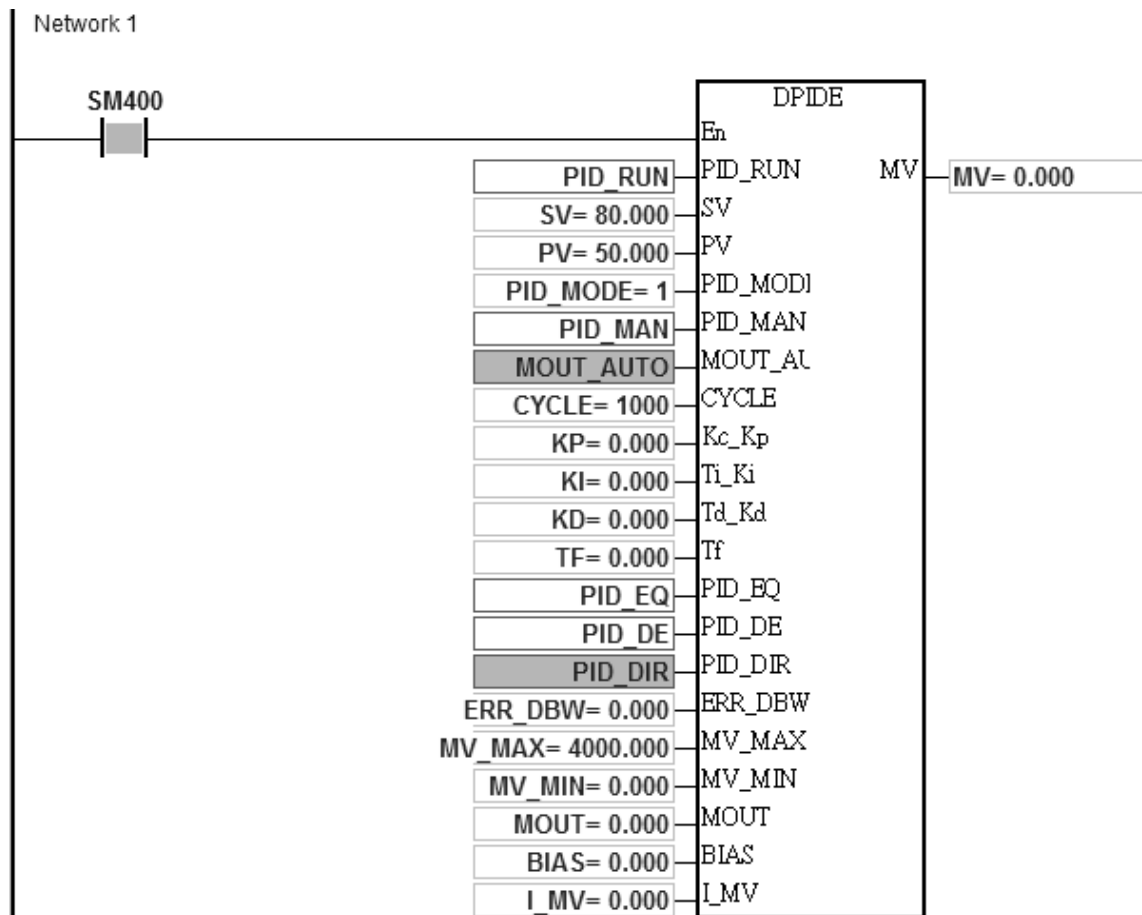 Network 1
SM400
DPIDE
En
PID_RUN PID_RUN MV MV= 0.000
SV= 80.000 SV
PV= 50.000 PV
PID_MODE= 1 PID_MODI
PID_MAN PID_MAN
MOUT_AUTO MOUT_AU
CYCLE= 1000 CYCLE
KP= 0.000 Kc_Kp
KI= 0.000 Ti_Ki
KD= 0.000 Td_Kd
TF= 0.000 Tf
PID_EQ PID_EQ
PID_DE PID_DE
PID_DIR PID_DIR
ERR_DBW= 0.000 ERR_DBW
MV_MAX= 4000.000 MV_MAX
MV_MIN= 0.000 MV_MIN
MOUT= 0.000 MOUT
BIAS= 0.000 BIAS
I_MV= 0.000 I_MV